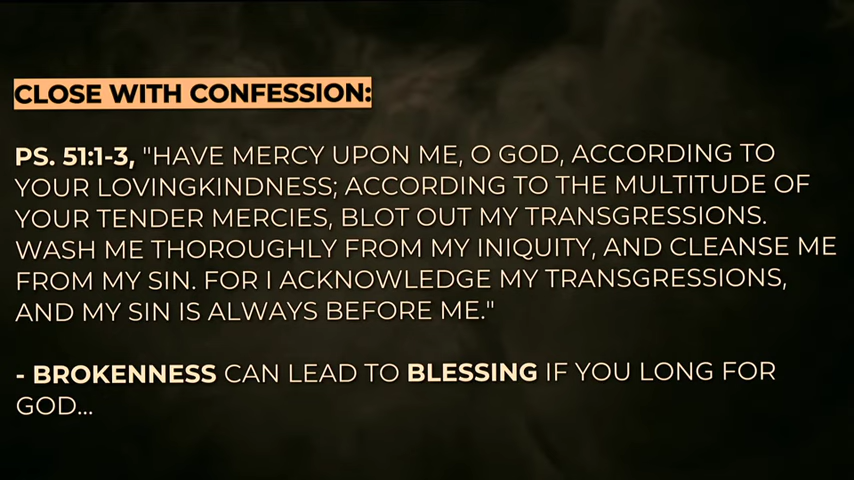 CLOSE WITH CONFESSION:
PS. 51:1-3, "HAVE MERCY UPON ME, O GOD, ACCORDING TO
YOUR LOVINGKINDNESS; ACCORDING TO THE MULTITUDE OF
YOUR TENDER MERCIES, BLOT OUT MY TRANSGRESSIONS.
WASH ME THOROUGHLY FROM MY INIQUITY, AND CLEANSE ME
FROM MY SIN. FOR I ACKNOWLEDGE MY TRANSGRESSIONS,
AND MY SIN IS ALWAYS BEFORE ME."
- BROKENNESS CAN LEAD TO BLESSING IF YOU LONG FOR
GOD...